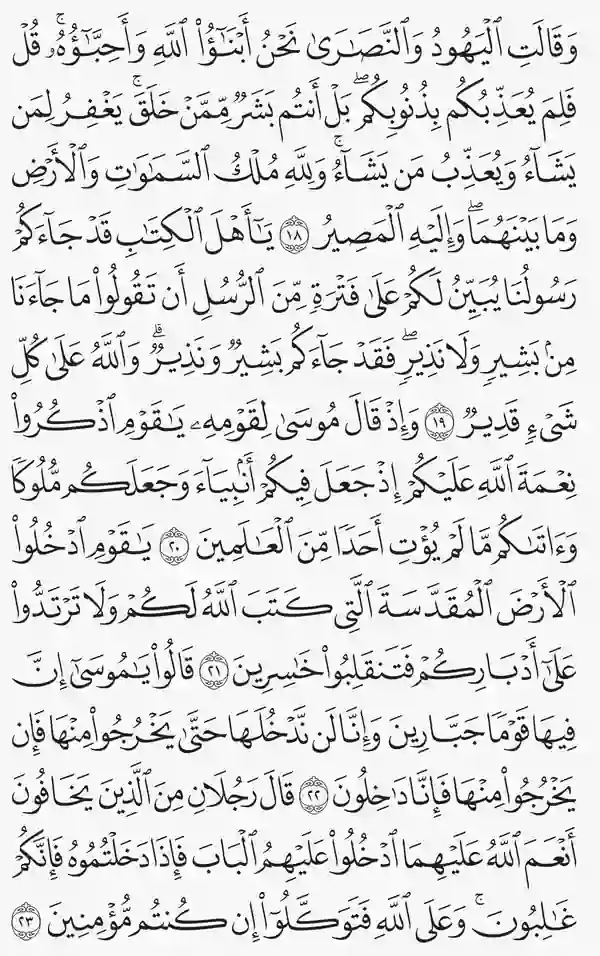 وَقَالَتِ ٱلۡيَهُودُ وَٱلنَّصَٰرَىٰ نَحۡنُ أَبۡنَٰٓؤُاْ ٱللَّهِ وَأَحِبَّٰٓؤُهُۥۚ قُلۡ
فَلِمَ يُعَذِّبُكُم بِذُنُوبِكُمۖ بَلۡ أَنتُم بَشَرٞ مِّمَّنۡ خَلَقَۚ يَغۡفِرُ لِمَن
يَشَآءُ وَيُعَذِّبُ مَن يَشَآءُۚ وَلِلَّهِ مُلۡكُ ٱلسَّمَٰوَٰتِ وَٱلۡأَرۡضِ
وَمَا بَيۡنَهُمَاۖ وَإِلَيۡهِ ٱلۡمَصِيرُ ١٨ يَٰٓأَهۡلَ ٱلۡكِتَٰبِ قَدۡ جَآءَكُمۡ
رَسُولُنَا يُبَيِّنُ لَكُمۡ عَلَىٰ فَتۡرَةٖ مِّنَ ٱلرُّسُلِ أَن تَقُولُواْ مَا جَآءَنَا
مِنۢ بَشِيرٖ وَلَا نَذِيرٖۖ فَقَدۡ جَآءَكُم بَشِيرٞ وَنَذِيرٞۗ وَٱللَّهُ عَلَىٰ كُلِّ
شَيۡءٖ قَدِيرٞ ١٩ وَإِذۡ قَالَ مُوسَىٰ لِقَوۡمِهِۦ يَٰقَوۡمِ ٱذۡكُرُواْ
نِعۡمَةَ ٱللَّهِ عَلَيۡكُمۡ إِذۡ جَعَلَ فِيكُمۡ أَنۢبِيَآءَ وَجَعَلَكُم مُّلُوكٗا
وَءَاتَىٰكُم مَّا لَمۡ يُؤۡتِ أَحَدٗا مِّنَ ٱلۡعَٰلَمِينَ ٢٠ يَٰقَوۡمِ ٱدۡخُلُواْ
ٱلۡأَرۡضَ ٱلۡمُقَدَّسَةَ ٱلَّتِي كَتَبَ ٱللَّهُ لَكُمۡ وَلَا تَرۡتَدُّواْ
عَلَىٰٓ أَدۡبَارِكُمۡ فَتَنقَلِبُواْ خَٰسِرِينَ ٢١ قَالُواْ يَٰمُوسَىٰٓ إِنَّ
فِيهَا قَوۡمٗا جَبَّارِينَ وَإِنَّا لَن نَّدۡخُلَهَا حَتَّىٰ يَخۡرُجُواْ مِنۡهَا فَإِن
يَخۡرُجُواْ مِنۡهَا فَإِنَّا دَٰخِلُونَ ٢٢ قَالَ رَجُلَانِ مِنَ ٱلَّذِينَ يَخَافُونَ
أَنۡعَمَ ٱللَّهُ عَلَيۡهِمَا ٱدۡخُلُواْ عَلَيۡهِمُ ٱلۡبَابَ فَإِذَا دَخَلۡتُمُوهُ فَإِنَّكُمۡ
غَٰلِبُونَۚ وَعَلَى ٱللَّهِ فَتَوَكَّلُوٓاْ إِن كُنتُم مُّؤۡمِنِينَ ٢٣